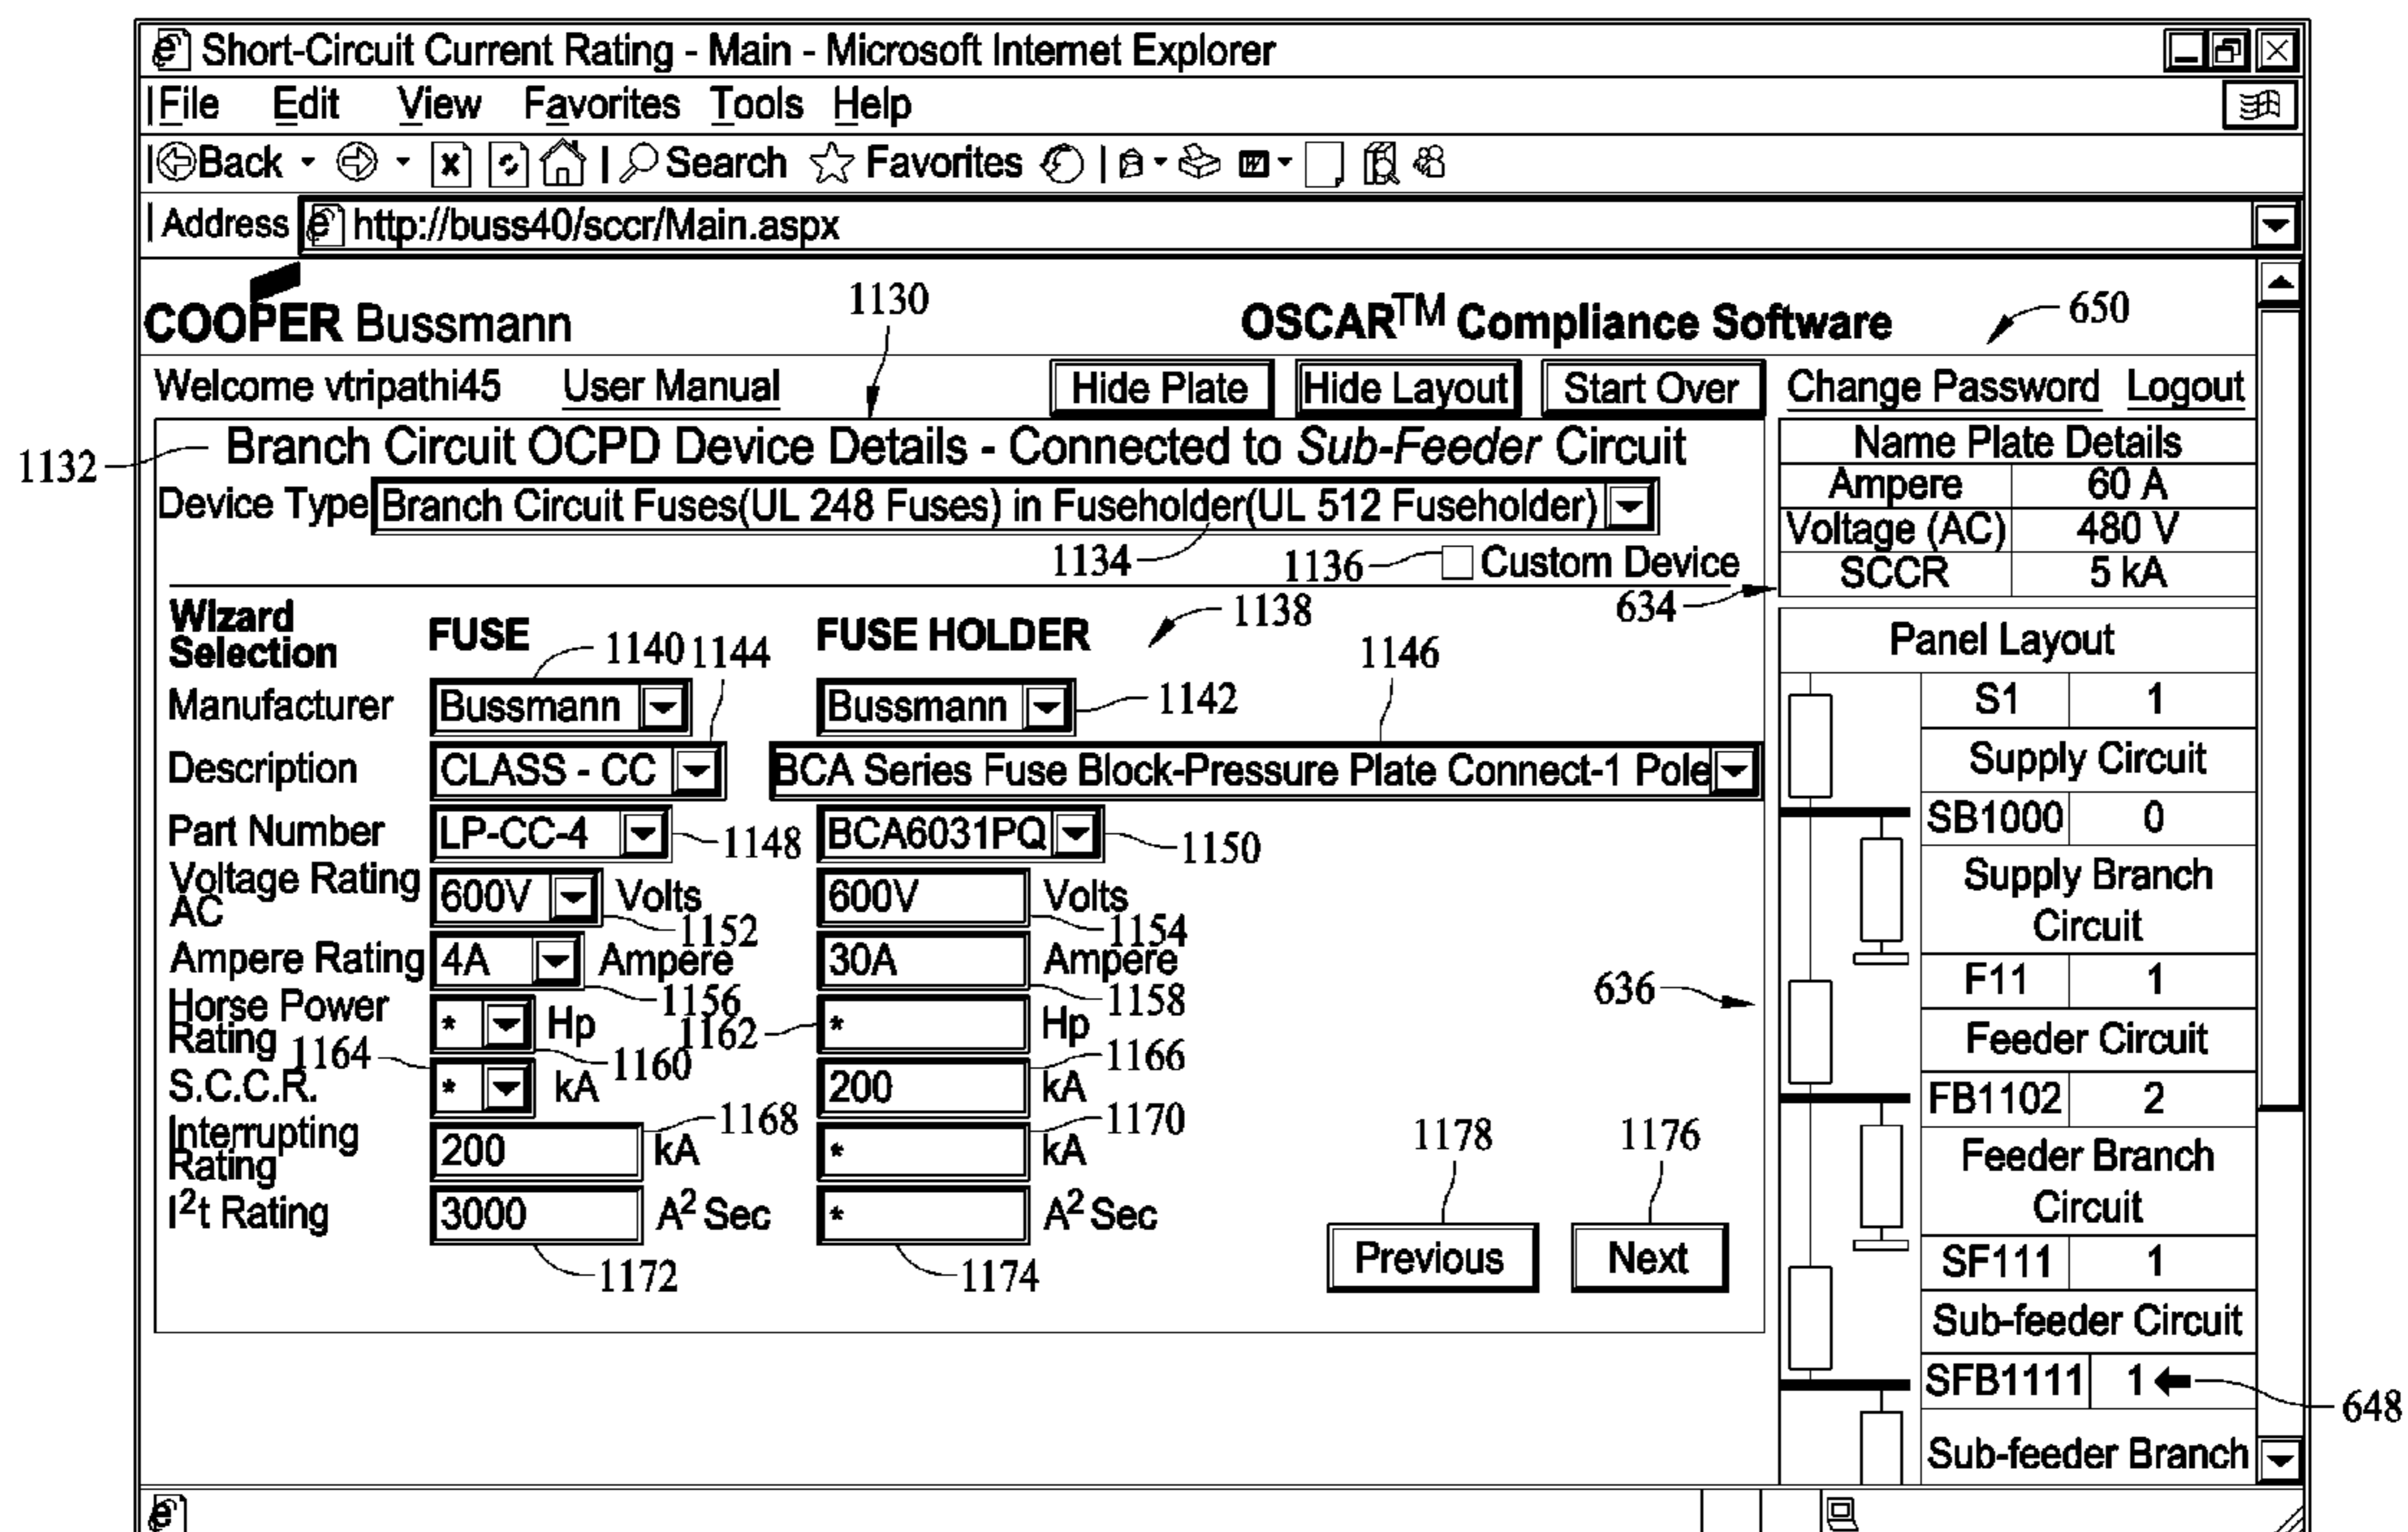 Short-Circuit Current Rating - Main - Microsoft Internet Explorer
File Edit View Favorites Tools Help
Back Search Favorites
Address http://buss40/sccr/Main.aspx
COOPER Bussmann
1130
OSCAR™ Compliance Software
650
Welcome vtripathi45 User Manual Hide Plate Hide Layout Start Over Change Password Logout
1132
Branch Circuit OCPD Device Details - Connected to Sub-Feeder Circuit
Device Type Branch Circuit Fuses(UL 248 Fuses) in Fuseholder(UL 512 Fuseholder)
1134 1136 Custom Device
Wizard Selection FUSE FUSE HOLDER 1138
1140 1144 1146
Manufacturer Bussmann Bussmann 1142
Description CLASS - CC BCA Series Fuse Block-Pressure Plate Connect-1 Pole
Part Number LP-CC-4 1148 BCA6031PQ 1150
Voltage Rating AC 600V Volts 600V Volts
1152 1154
Ampere Rating 4A Ampere 30A Ampere
1156 1158
Horse Power Rating * Hp 1162 * Hp
1164 1160 1166
S.C.C.R. * kA 200 kA
1168 1170
Interrupting Rating 200 kA * kA
I²t Rating 3000 A² Sec * A² Sec
1172 1174
1178 1176
Previous Next
Name Plate Details
Ampere 60 A
Voltage (AC) 480 V
SCCR 5 kA
634
Panel Layout
S1 1
Supply Circuit
SB1000 0
Supply Branch
Circuit
F11 1
636
Feeder Circuit
FB1102 2
Feeder Branch
Circuit
SF111 1
Sub-feeder Circuit
SFB1111 1
648
Sub-feeder Branch